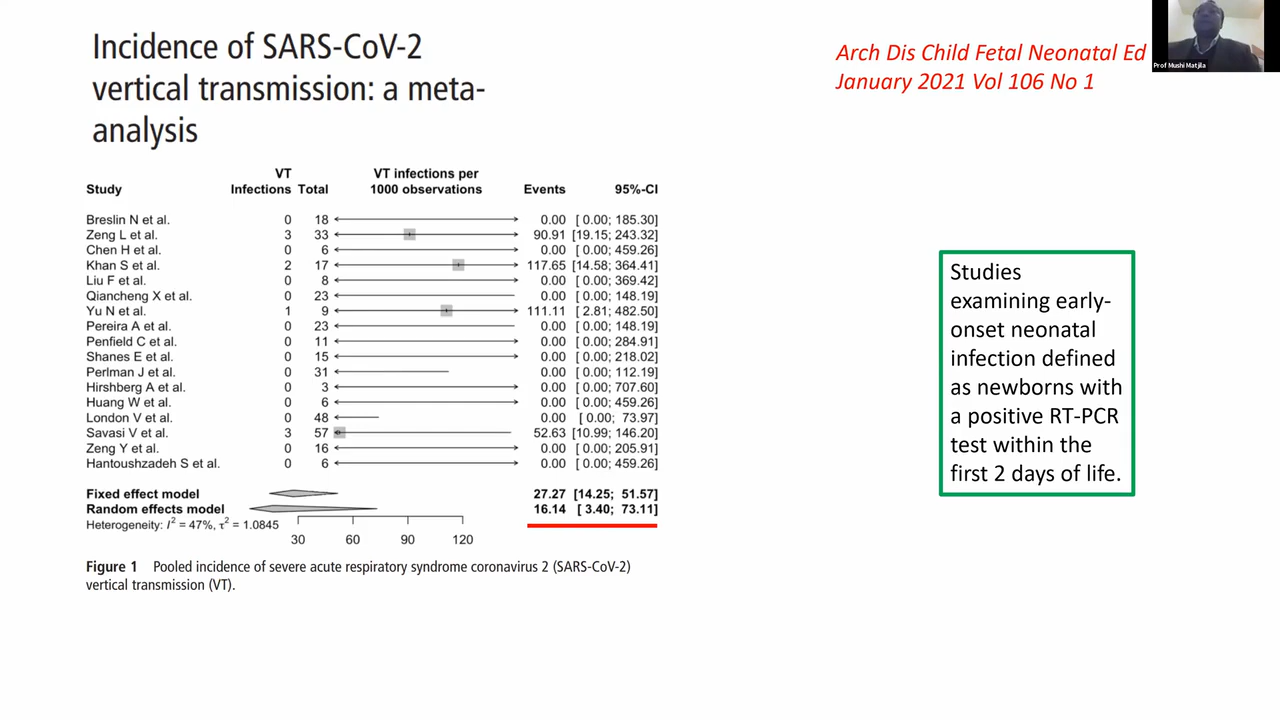 Incidence of SARS-CoV-2
vertical transmission: a meta-
analysis
Arch Dis Child Fetal Neonatal Ed
January 2021 Vol 106 No 1
Prof Mushi Matjila
VT VT infections per
Study Infections Total 1000 observations Events 95%-CI
Breslin N et al. 0 18 0.00 [ 0.00; 185.30]
Zeng L et al. 3 33 90.91 [19.15; 243.32]
Chen H et al. 0 6 0.00 [ 0.00; 459.26]
Khan S et al. 2 17 117.65 [14.58; 364.41]
Liu F et al. 0 8 0.00 [ 0.00; 369.42]
Qiancheng X et al. 0 23 0.00 [ 0.00; 148.19]
Yu N et al. 1 9 111.11 [ 2.81; 482.50]
Pereira A et al. 0 23 0.00 [ 0.00; 148.19]
Penfield C et al. 0 11 0.00 [ 0.00; 284.91]
Shanes E et al. 0 15 0.00 [ 0.00; 218.02]
Perlman J et al. 0 31 0.00 [ 0.00; 112.19]
Hirshberg A et al. 0 3 0.00 [ 0.00; 707.60]
Huang W et al. 0 6 0.00 [ 0.00; 459.26]
London V et al. 0 48 0.00 [ 0.00; 73.97]
Savasi V et al. 3 57 52.63 [10.99; 146.20]
Zeng Y et al. 0 16 0.00 [ 0.00; 205.91]
Hantoushzadeh S et al. 0 6 0.00 [ 0.00; 459.26]
Fixed effect model 27.27 [14.25; 51.57]
Random effects model 16.14 [ 3.40; 73.11]
Heterogeneity: I² = 47%, τ² = 1.0845
30 60 90 120
Figure 1 Pooled incidence of severe acute respiratory syndrome coronavirus 2 (SARS-CoV-2)
vertical transmission (VT).
Studies
examining early-
onset neonatal
infection defined
as newborns with
a positive RT-PCR
test within the
first 2 days of life.